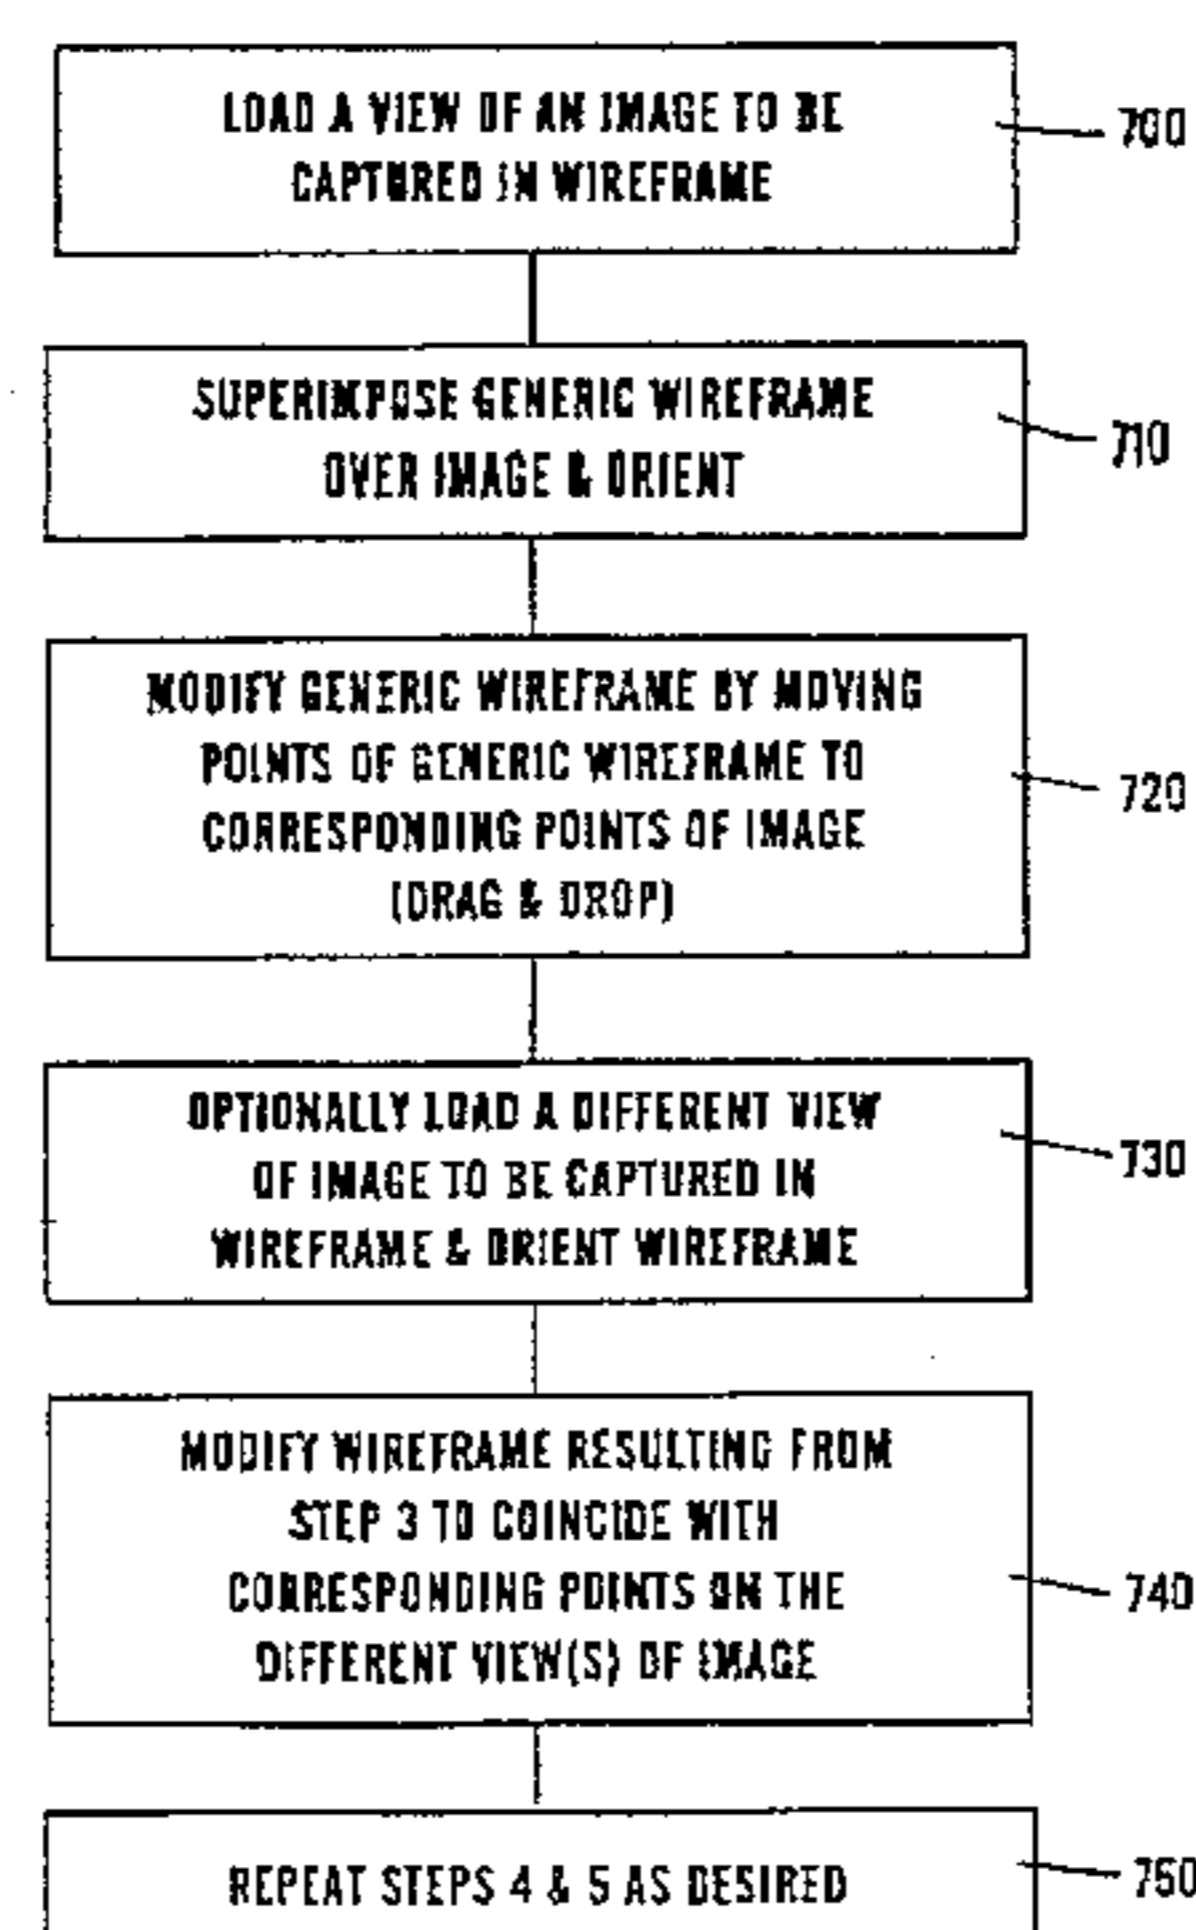 LOAD A VIEW OF AN IMAGE TO BE
CAPTURED IN WIREFRAME
700
SUPERIMPOSE GENERIC WIREFRAME
OVER IMAGE & ORIENT
710
MODIFY GENERIC WIREFRAME BY MOVING
POINTS OF GENERIC WIREFRAME TO
CORRESPONDING POINTS OF IMAGE
(DRAG & DROP)
720
OPTIONALLY LOAD A DIFFERENT VIEW
OF IMAGE TO BE CAPTURED IN
WIREFRAME & ORIENT WIREFRAME
730
MODIFY WIREFRAME RESULTING FROM
STEP 3 TO COINCIDE WITH
CORRESPONDING POINTS ON THE
DIFFERENT VIEW(S) OF IMAGE
740
REPEAT STEPS 4 & 5 AS DESIRED
750